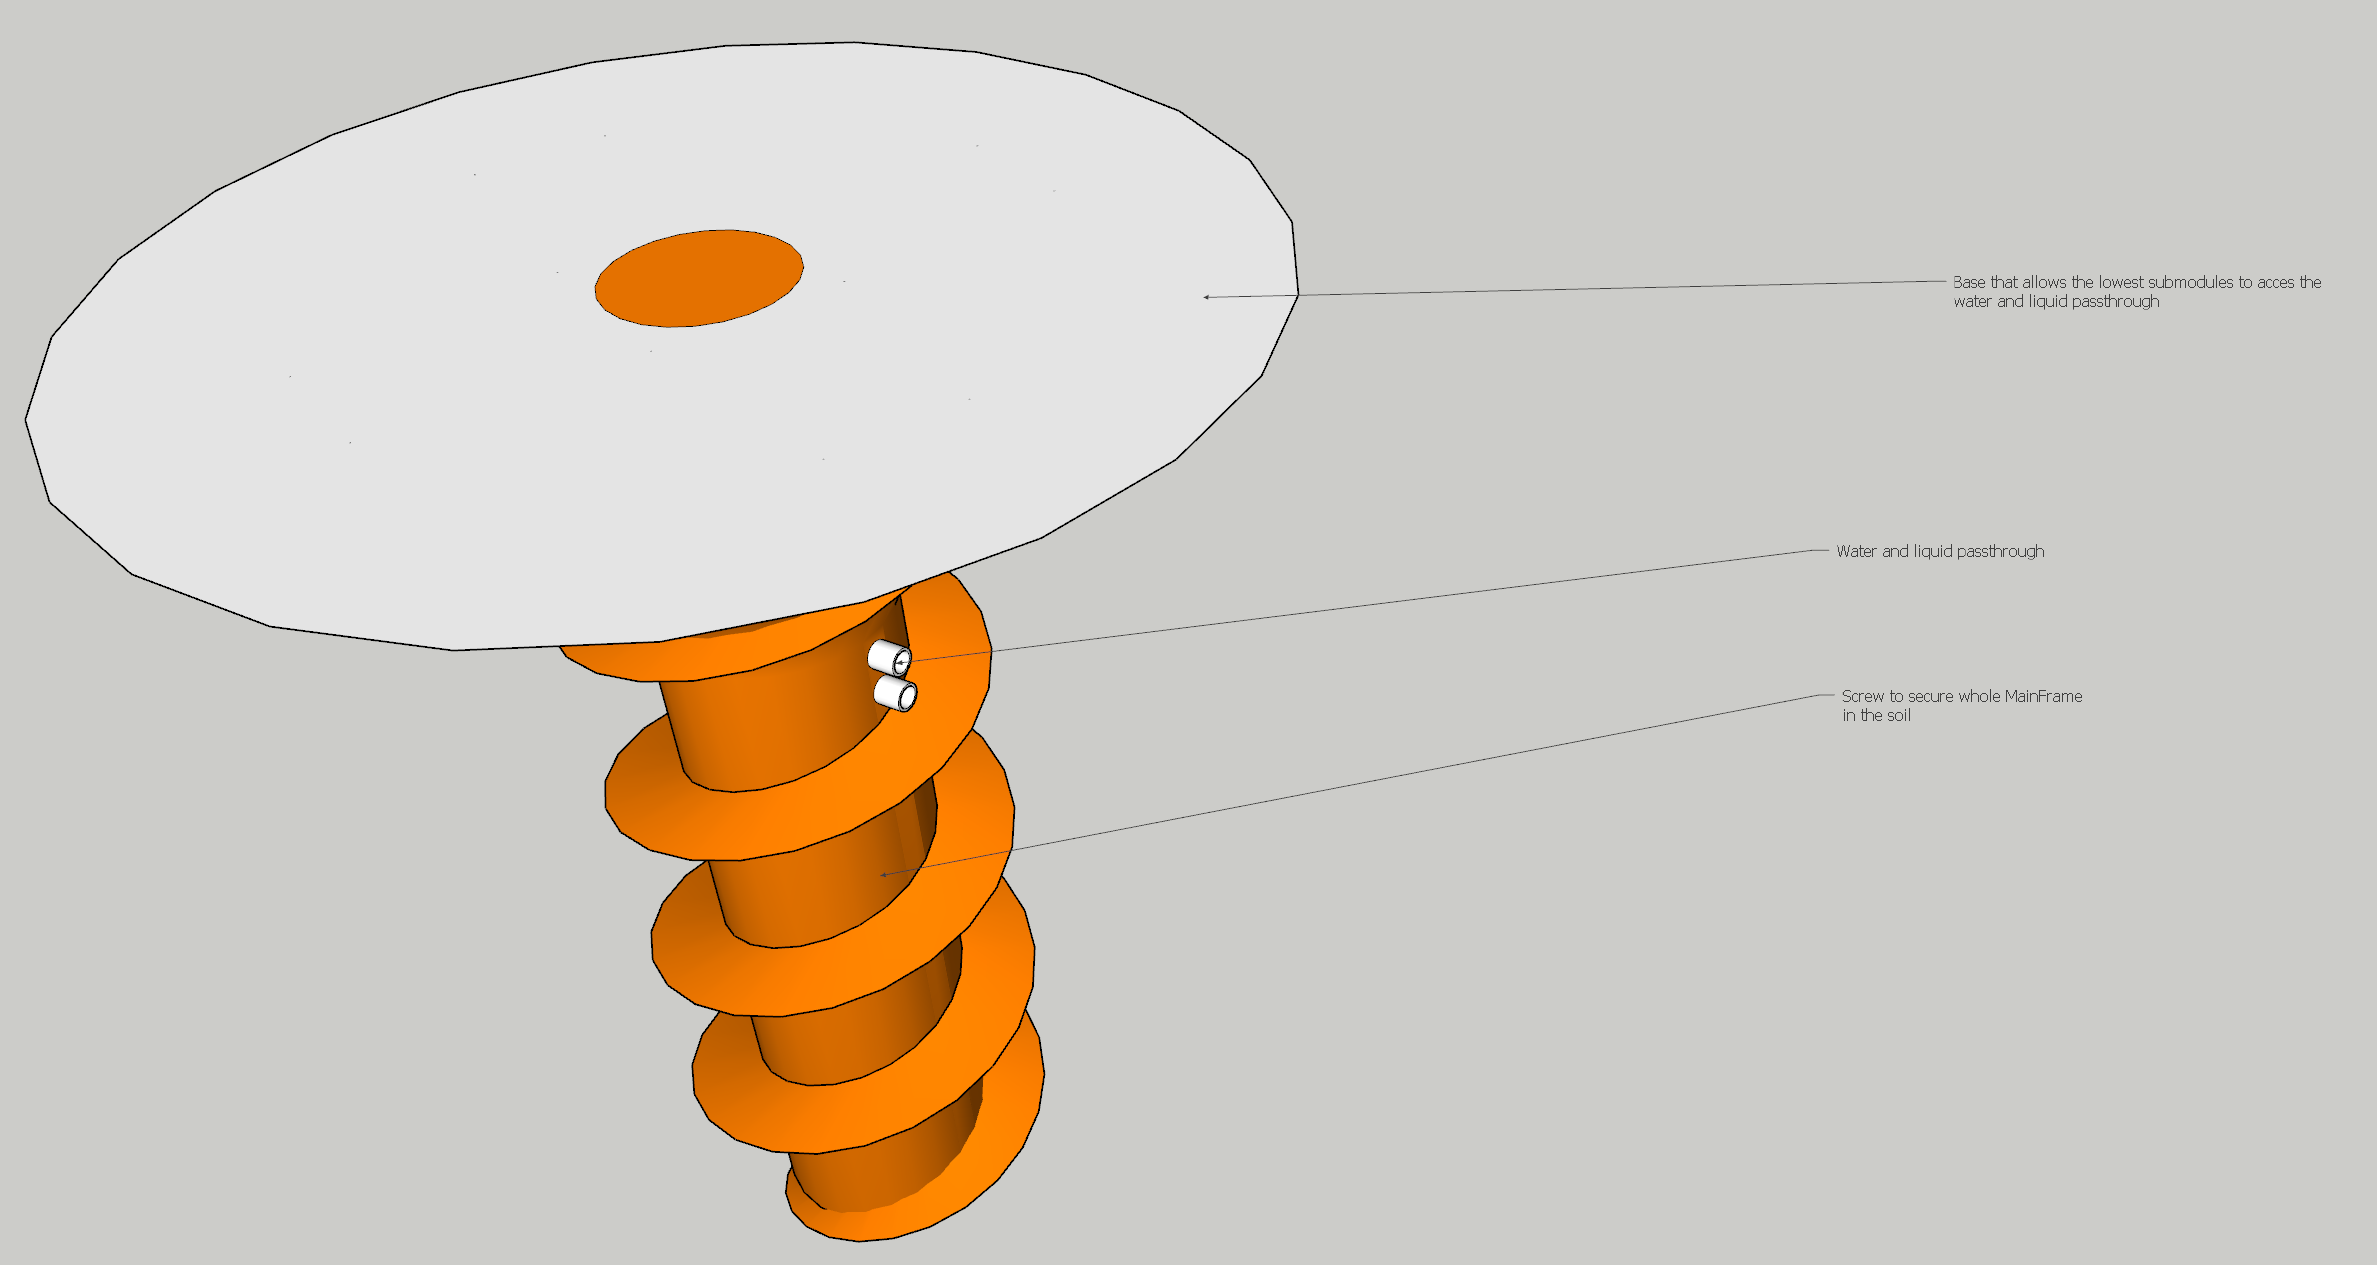 Base that allows the lowest submodules to acces the
water and liquid passthrough
Water and liquid passthrough
Screw to secure whole MainFrame
in the soil